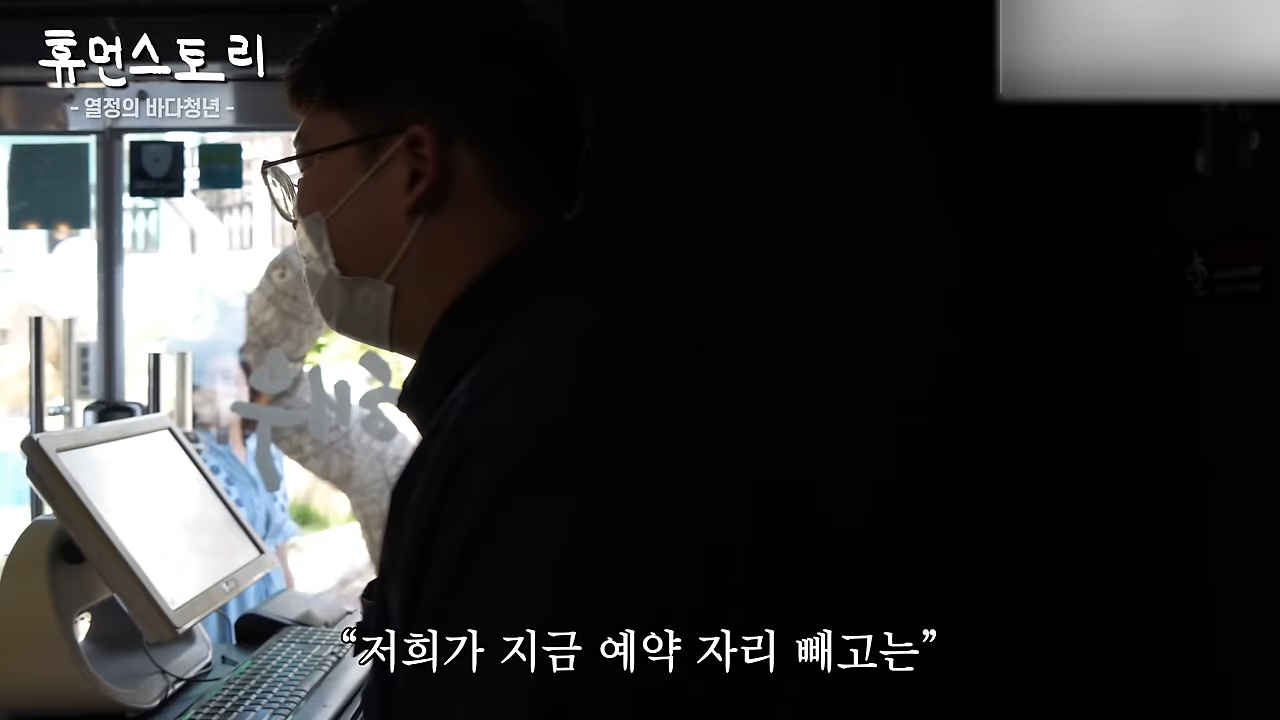 휴먼스토리
- 열정의 바다청년 -
“저희가 지금 예약 자리 빼고는”